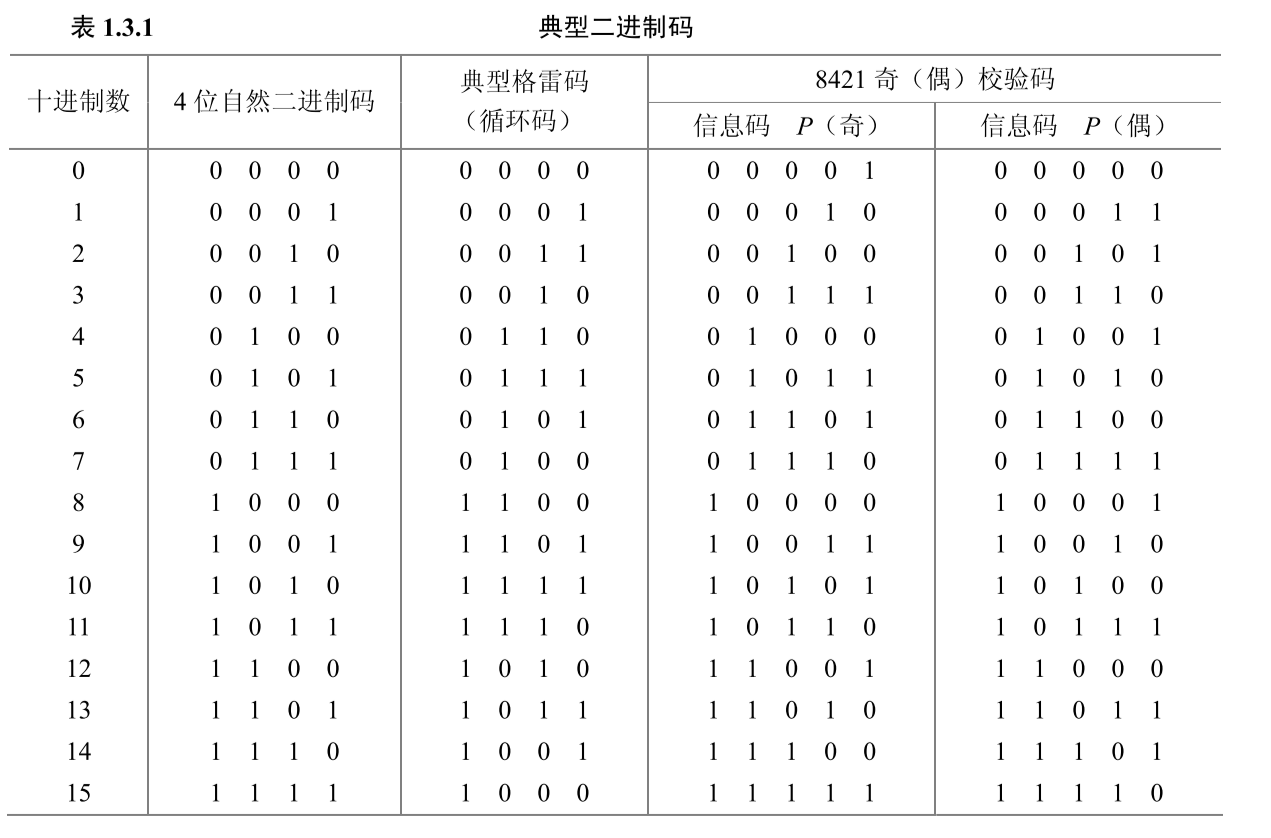 表 1.3.1 典型二进制码
十进制数 4 位自然二进制码 典型格雷码（循环码） 8421 奇（偶）校验码
信息码 P（奇） 信息码 P（偶）
0 0 0 0 0 0 0 0 0 0 0 0 0 1 0 0 0 0 0
1 0 0 0 1 0 0 0 1 0 0 0 1 0 0 0 0 1 1
2 0 0 1 0 0 0 1 1 0 0 1 0 0 0 0 1 0 1
3 0 0 1 1 0 0 1 0 0 0 1 1 1 0 0 1 1 0
4 0 1 0 0 0 1 1 0 0 1 0 0 0 0 1 0 0 1
5 0 1 0 1 0 1 1 1 0 1 0 1 1 0 1 0 1 0
6 0 1 1 0 0 1 0 1 0 1 1 0 1 0 1 1 0 0
7 0 1 1 1 0 1 0 0 0 1 1 1 0 0 1 1 1 1
8 1 0 0 0 1 1 0 0 1 0 0 0 0 1 0 0 0 1
9 1 0 0 1 1 1 0 1 1 0 0 1 1 1 0 0 1 0
10 1 0 1 0 1 1 1 1 1 0 1 0 1 1 0 1 0 0
11 1 0 1 1 1 1 1 0 1 0 1 1 0 1 0 1 1 1
12 1 1 0 0 1 0 1 0 1 1 0 0 1 1 1 0 0 0
13 1 1 0 1 1 0 1 1 1 1 0 1 0 1 1 0 1 1
14 1 1 1 0 1 0 0 1 1 1 1 0 0 1 1 1 0 1
15 1 1 1 1 1 0 0 0 1 1 1 1 1 1 1 1 1 0